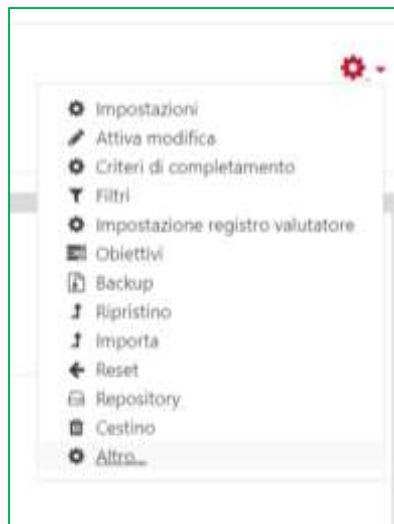 Impostazioni
Attiva modifica
Criteri di completamento
Filtri
Impostazione registro valutatore
Obiettivi
Backup
Ripristino
Importa
Reset
Repository
Cestino
Altro...